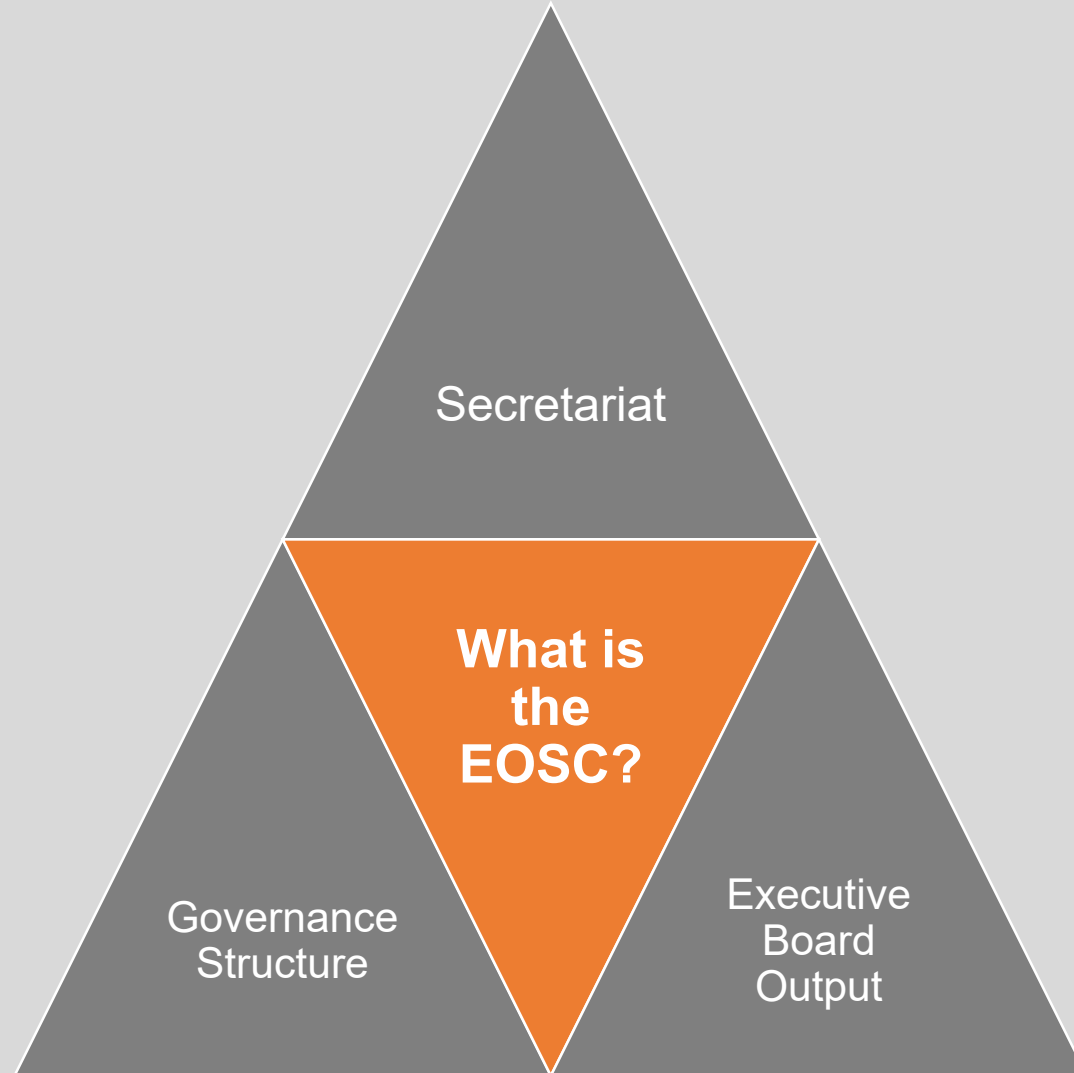 Secretariat
What is
the
EOSC?
Governance
Structure
Executive
Board
Output